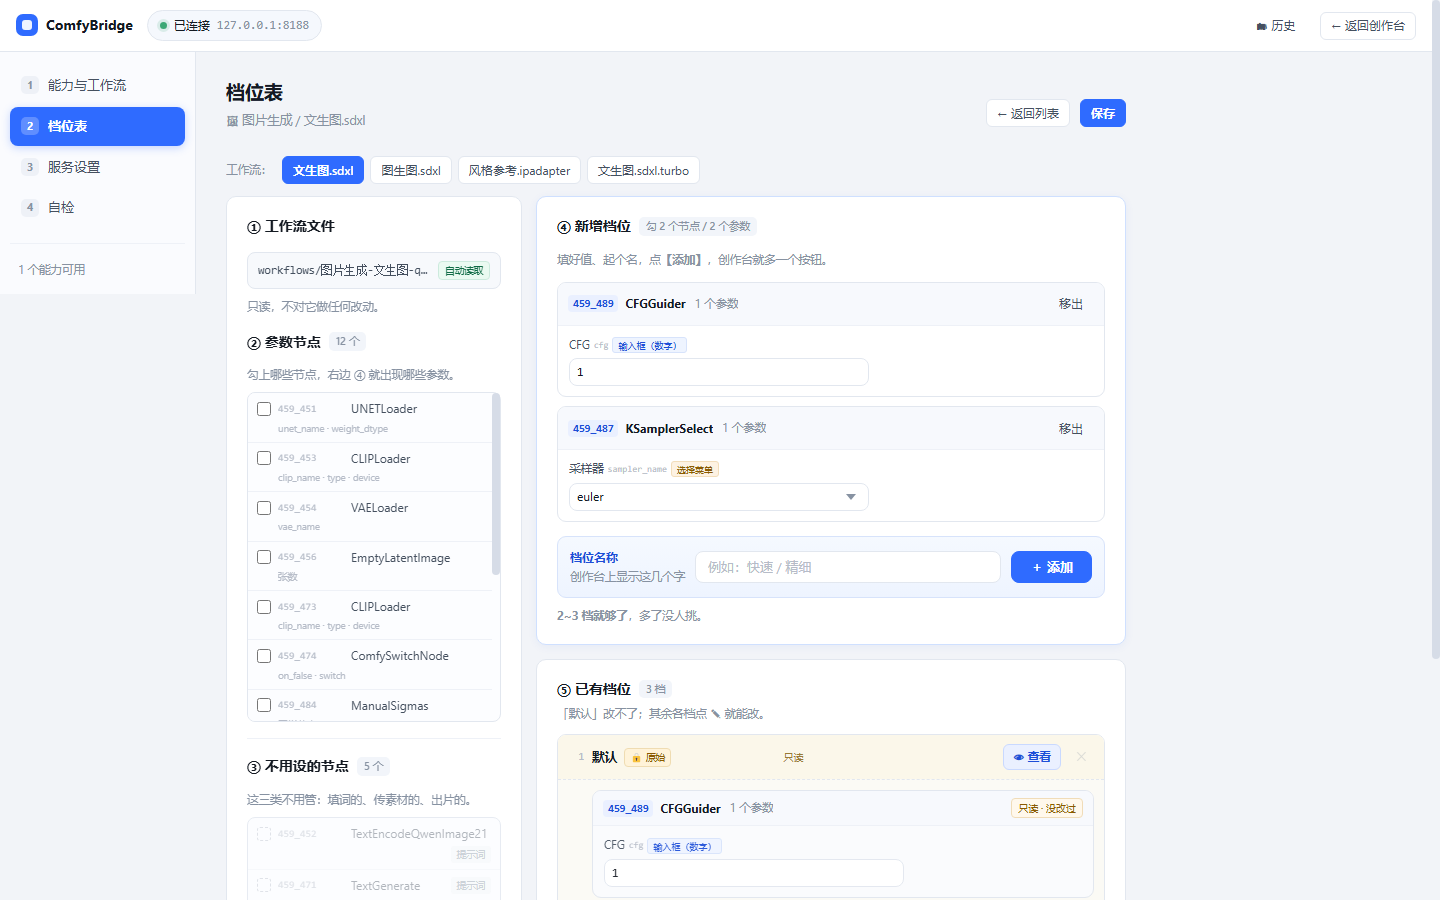 ComfyBridge
已连接 127.0.0.1:8188
历史
← 返回创作台
1 能力与工作流
2 档位表
3 服务设置
4 自检
1 个能力可用
档位表
图片生成 / 文生图.sdxl
← 返回列表
保存
工作流:
文生图.sdxl
图生图.sdxl
风格参考.ipadapter
文生图.sdxl.turbo
① 工作流文件
workflows/图片生成-文生图-q…
自动读取
只读，不对它做任何改动。
② 参数节点 12 个
勾上哪些节点，右边 ④ 就出现哪些参数。
459_451 UNETLoader
unet_name · weight_dtype
459_453 CLIPLoader
clip_name · type · device
459_454 VAELoader
vae_name
459_456 EmptyLatentImage
张数
459_473 CLIPLoader
clip_name · type · device
459_474 ComfySwitchNode
on_false · switch
459_484 ManualSigmas
③ 不用设的节点 5 个
这三类不用管：填词的、传素材的、出片的。
459_452 TextEncodeQwenImage21
提示词
459_471 TextGenerate 提示词
④ 新增档位 勾 2 个节点 / 2 个参数
填好值、起个名，点【添加】，创作台就多一个按钮。
459_489 CFGGuider 1 个参数 移出
CFG cfg 输入框（数字）
1
459_487 KSamplerSelect 1 个参数 移出
采样器 sampler_name 选择菜单
euler
档位名称
创作台上显示这几个字
例如：快速 / 精细
+ 添加
2~3 档就够了，多了没人挑。
⑤ 已有档位 3 档
「默认」改不了；其余各档点 ✎ 就能改。
1 默认 原始 只读 查看 ×
459_489 CFGGuider 1 个参数 只读 · 没改过
CFG cfg 输入框（数字）
1